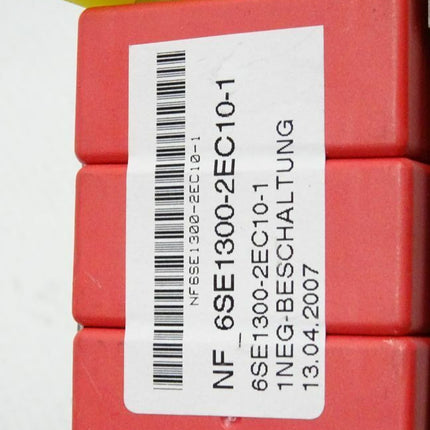 NF6SE1300-2EC10-1
NF_6SE1300-2EC10-1
6SE1300-2EC10-1
1NEG-BESCHALTUNG
13.04.2007